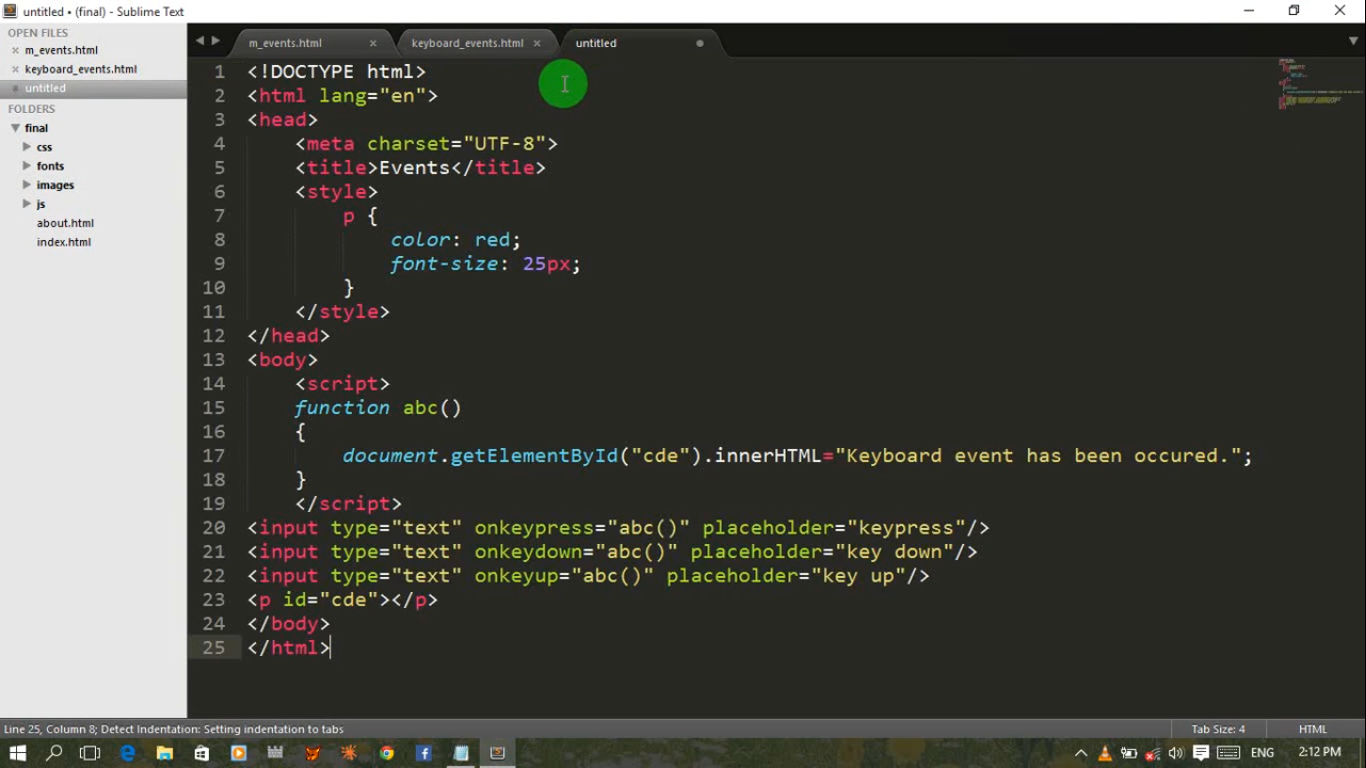 untitled • (final) - Sublime Text
OPEN FILES
m_events.html
keyboard_events.html
untitled
FOLDERS
final
css
fonts
images
js
about.html
index.html
m_events.html
keyboard_events.html
untitled
1 <!DOCTYPE html>
2 <html lang="en">
3 <head>
4 <meta charset="UTF-8">
5 <title>Events</title>
6 <style>
7 p {
8 color: red;
9 font-size: 25px;
10 }
11 </style>
12 </head>
13 <body>
14 <script>
15 function abc()
16 {
17 document.getElementById("cde").innerHTML="Keyboard event has been occured.";
18 }
19 </script>
20 <input type="text" onkeypress="abc()" placeholder="keypress"/>
21 <input type="text" onkeydown="abc()" placeholder="key down"/>
22 <input type="text" onkeyup="abc()" placeholder="key up"/>
23 <p id="cde"></p>
24 </body>
25 </html>
Line 25, Column 8; Detect Indentation: Setting indentation to tabs
Tab Size: 4
HTML
ENG
2:12 PM